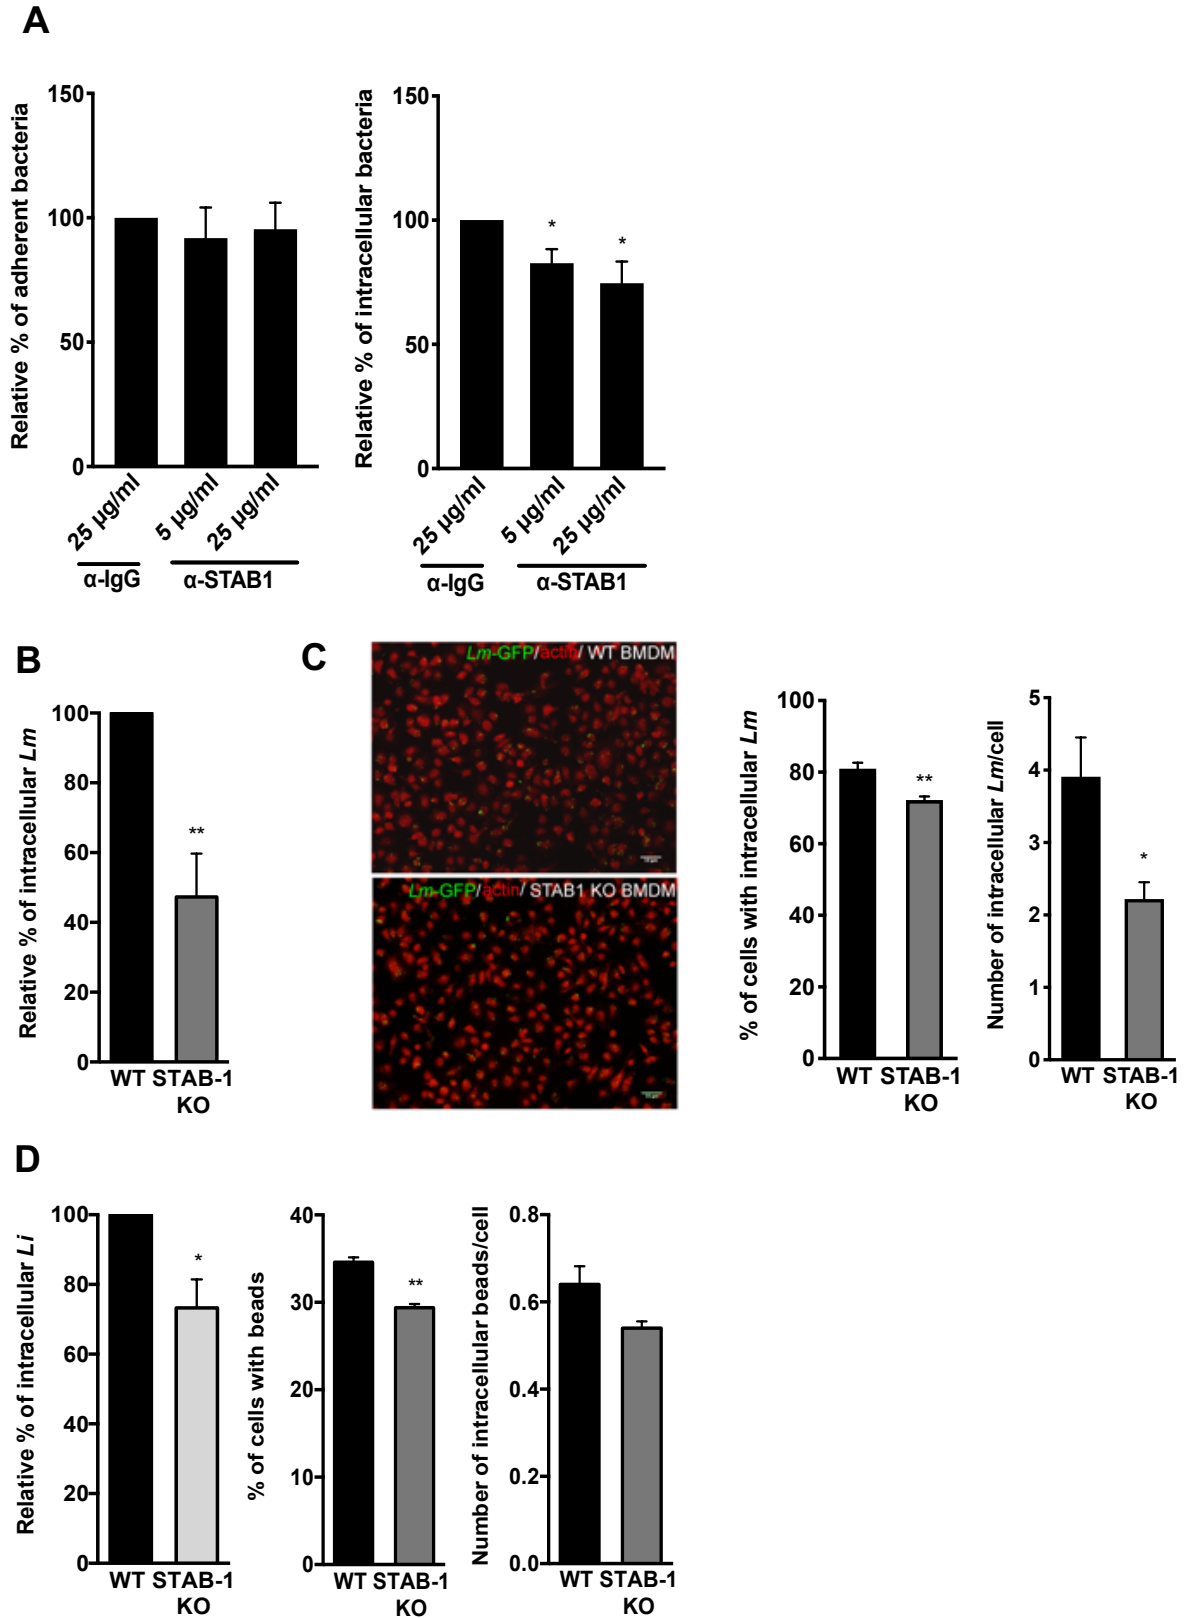 A
Relative % of adherent bacteria
150
100
50
0
25 µg/ml
5 µg/ml
25 µg/ml
α-IgG
α-STAB1
Relative % of intracellular bacteria
150
100
50
0
*
*
25 µg/ml
5 µg/ml
25 µg/ml
α-IgG
α-STAB1
B
Relative % of intracellular Lm
100
80
60
40
20
0
**
WT STAB-1
KO
C
Lm-GFP/actin/ WT BMDM
Lm-GFP/actin/ STAB1 KO BMDM
% of cells with intracellular Lm
100
80
60
40
20
0
**
WT STAB-1
KO
Number of intracellular Lm/cell
5
4
3
2
1
0
*
WT STAB-1
KO
D
Relative % of intracellular Li
100
80
60
40
20
0
*
WT STAB-1
KO
% of cells with beads
40
30
20
10
0
**
WT STAB-1
KO
Number of intracellular beads/cell
0.8
0.6
0.4
0.2
0.0
WT STAB-1
KO